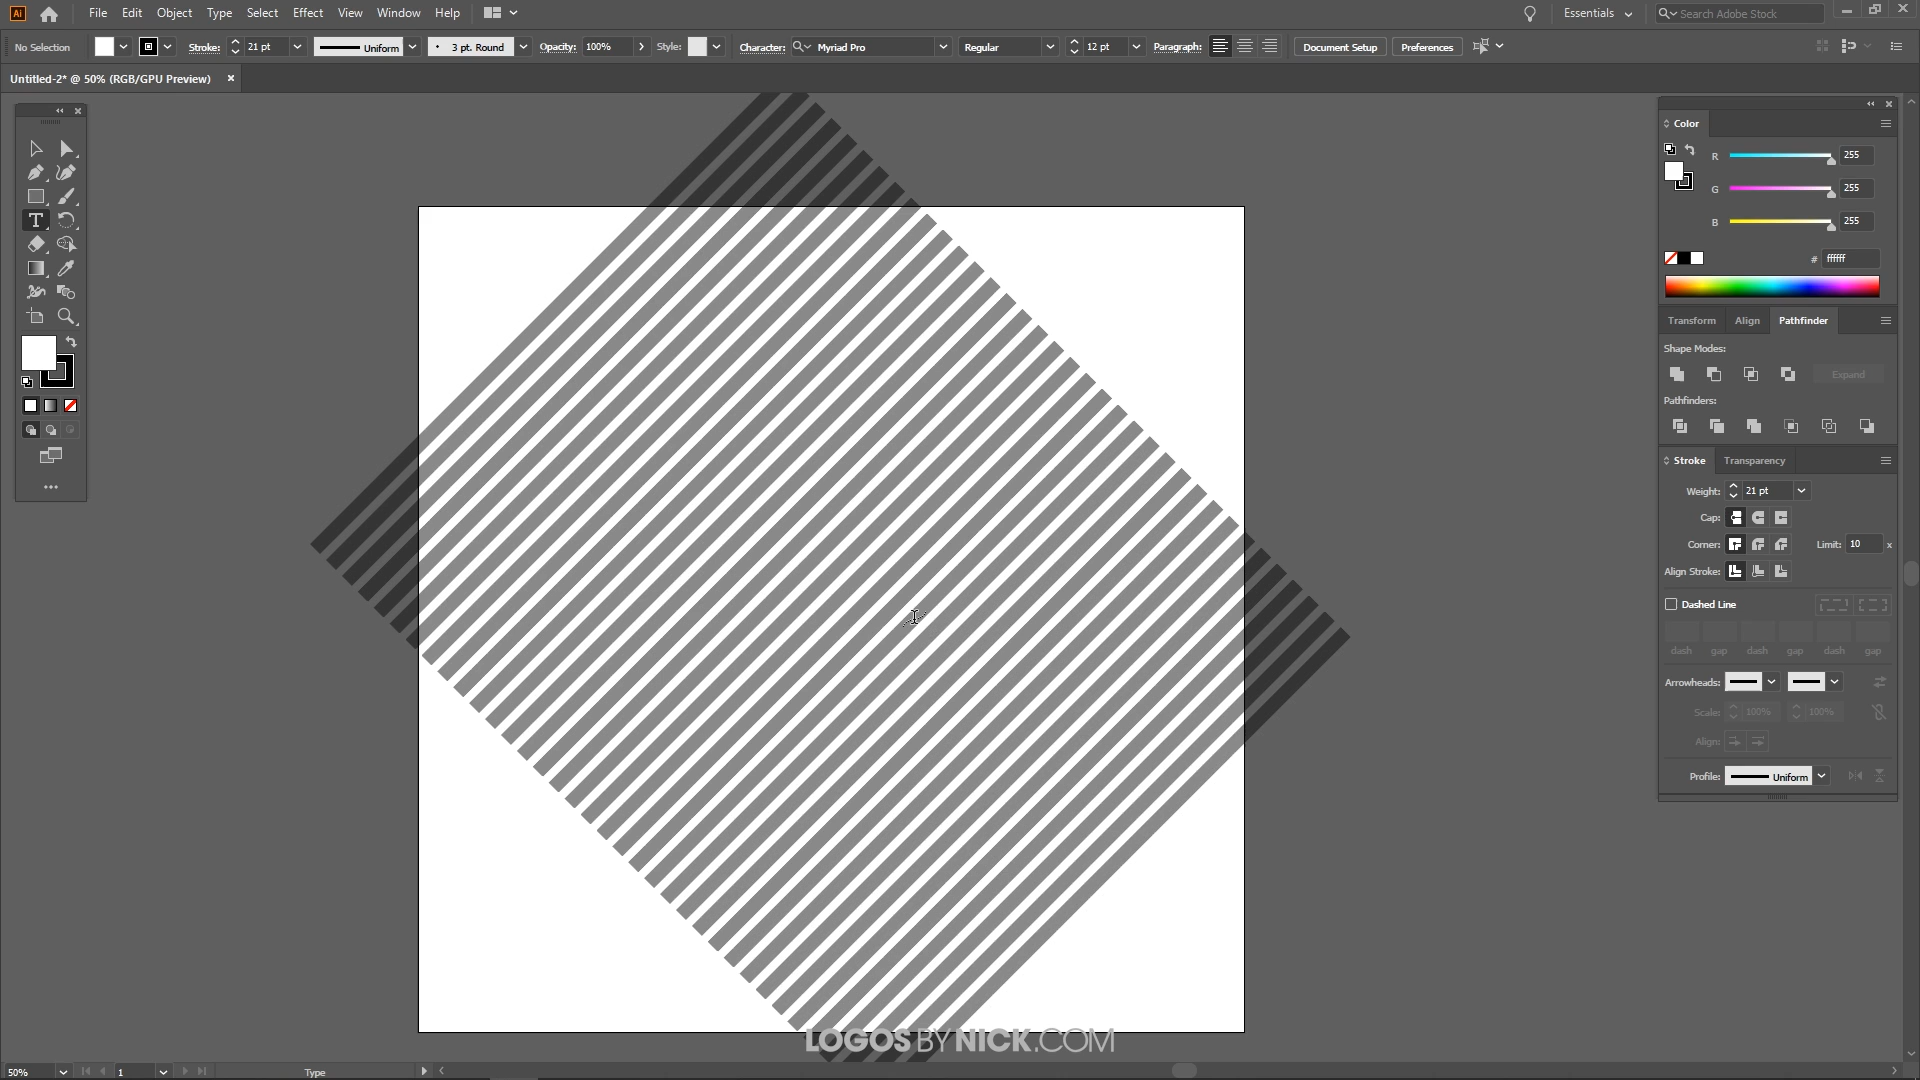 Ai File Edit Object Type Select Effect View Window Help Essentials Search Adobe Stock
No Selection Stroke: 21 pt Uniform 3 pt. Round Opacity: 100% Style: Character: Myriad Pro Regular 12 pt Paragraph: Document Setup Preferences
Untitled-2* @ 50% (RGB/GPU Preview)
Color
R 255
G 255
B 255
# ffffff
Transform Align Pathfinder
Shape Modes:
Expand
Pathfinders:
Stroke Transparency
Weight: 21 pt
Cap:
Corner: Limit: 10 x
Align Stroke:
Dashed Line
dash gap dash gap dash gap
Arrowheads:
Scale: 100% 100%
Align:
Profile: Uniform
LOGOS BY NICK.COM
50% 1 Type